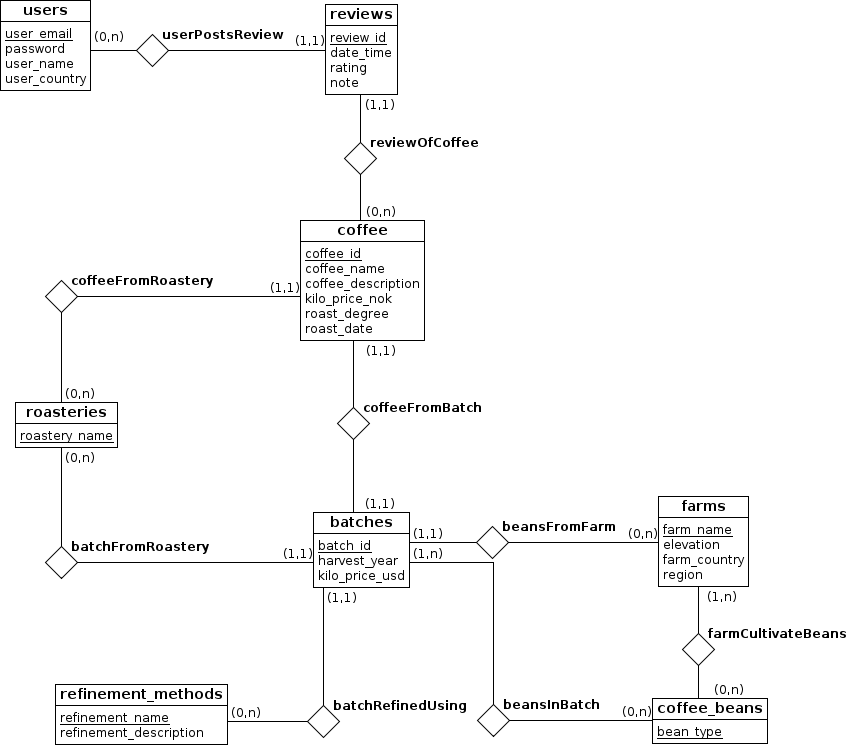 users
user_email
password
user_name
user_country
(0,n)
userPostsReview
(1,1)
reviews
review_id
date_time
rating
note
(1,1)
reviewOfCoffee
(0,n)
coffee
coffee_id
coffee_name
coffee_description
kilo_price_nok
roast_degree
roast_date
coffeeFromRoastery
(1,1)
(0,n)
(1,1)
roasteries
roastery_name
(0,n)
coffeeFromBatch
(1,1)
batchFromRoastery
(1,1)
batches
batch_id
harvest_year
kilo_price_usd
(1,1)
beansFromFarm
(0,n)
(1,n)
farms
farm_name
elevation
farm_country
region
(1,n)
farmCultivateBeans
(0,n)
(1,1)
refinement_methods
refinement_name
refinement_description
(0,n)
batchRefinedUsing
beansInBatch
(0,n)
coffee_beans
bean_type